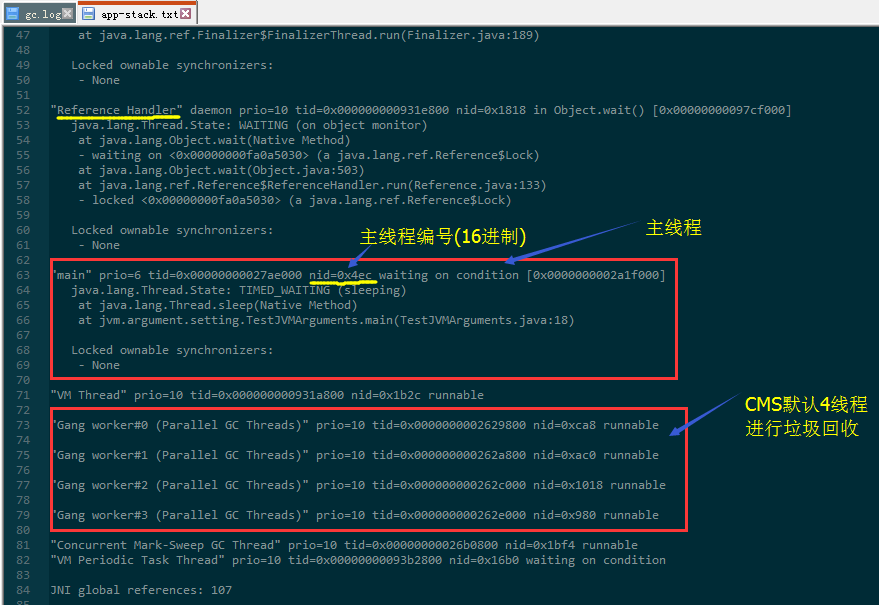 gc.log app-stack.txt
47 at java.lang.ref.Finalizer$FinalizerThread.run(Finalizer.java:189)
48
49 Locked ownable synchronizers:
50 - None
51
52 "Reference Handler" daemon prio=10 tid=0x000000000931e800 nid=0x1818 in Object.wait() [0x00000000097cf000]
53 java.lang.Thread.State: WAITING (on object monitor)
54 at java.lang.Object.wait(Native Method)
55 - waiting on <0x00000000fa0a5030> (a java.lang.ref.Reference$Lock)
56 at java.lang.Object.wait(Object.java:503)
57 at java.lang.ref.Reference$ReferenceHandler.run(Reference.java:133)
58 - locked <0x00000000fa0a5030> (a java.lang.ref.Reference$Lock)
59
60 Locked ownable synchronizers:
61 - None
主线程编号(16进制)
主线程
62
63 "main" prio=6 tid=0x00000000027ae000 nid=0x4ec waiting on condition [0x0000000002a1f000]
64 java.lang.Thread.State: TIMED_WAITING (sleeping)
65 at java.lang.Thread.sleep(Native Method)
66 at jvm.argument.setting.TestJVMArguments.main(TestJVMArguments.java:18)
67
68 Locked ownable synchronizers:
69 - None
70
71 "VM Thread" prio=10 tid=0x000000000931a800 nid=0x1b2c runnable
72
73 "Gang worker#0 (Parallel GC Threads)" prio=10 tid=0x0000000002629800 nid=0xca8 runnable
74
75 "Gang worker#1 (Parallel GC Threads)" prio=10 tid=0x000000000262a800 nid=0xac0 runnable
76
77 "Gang worker#2 (Parallel GC Threads)" prio=10 tid=0x000000000262c000 nid=0x1018 runnable
78
79 "Gang worker#3 (Parallel GC Threads)" prio=10 tid=0x000000000262e000 nid=0x980 runnable
CMS默认4线程
进行垃圾回收
80
81 "Concurrent Mark-Sweep GC Thread" prio=10 tid=0x00000000026b0800 nid=0x1bf4 runnable
82 "VM Periodic Task Thread" prio=10 tid=0x00000000093b2800 nid=0x16b0 waiting on condition
83
84 JNI global references: 107
85